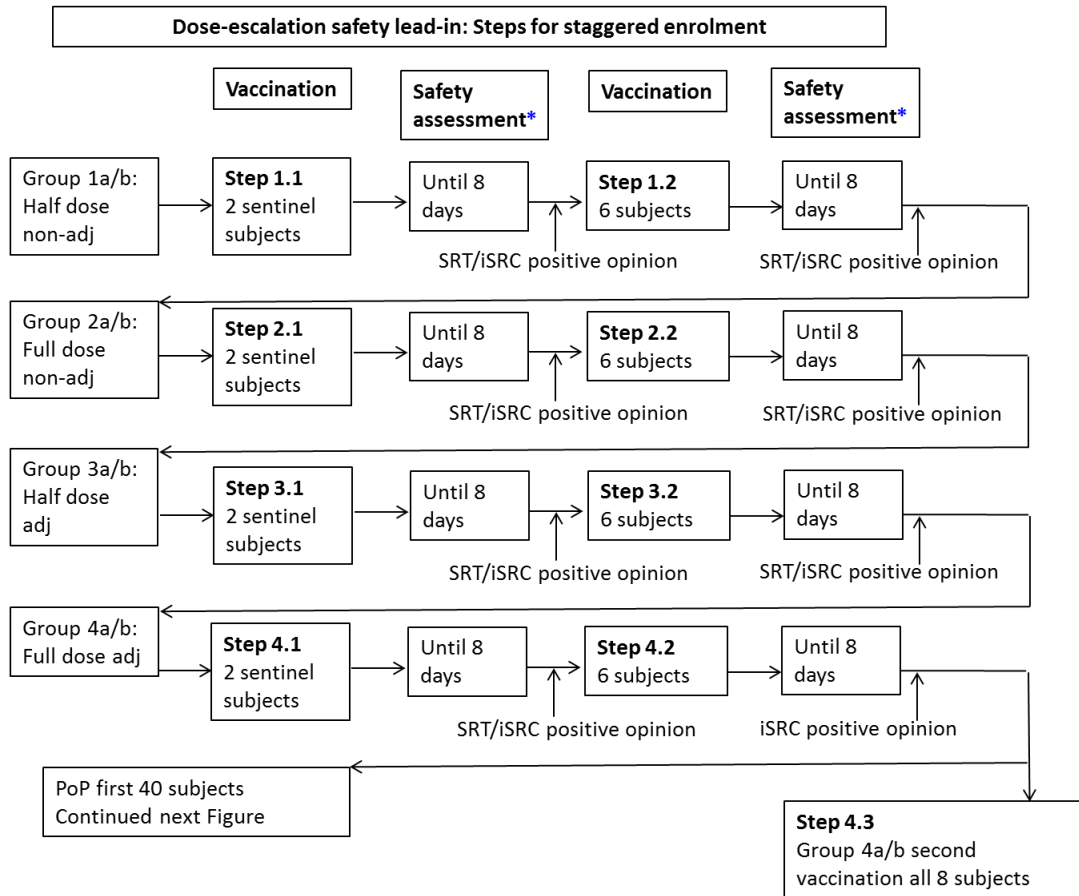 Dose-escalation safety lead-in: Steps for staggered enrolment
Vaccination
Safety
assessment*
Vaccination
Safety
assessment*
Group 1a/b:
Half dose
non-adj
Step 1.1
2 sentinel
subjects
Until 8
days
Step 1.2
6 subjects
Until 8
days
SRT/iSRC positive opinion
SRT/iSRC positive opinion
Group 2a/b:
Full dose
non-adj
Step 2.1
2 sentinel
subjects
Until 8
days
Step 2.2
6 subjects
Until 8
days
SRT/iSRC positive opinion
SRT/iSRC positive opinion
Group 3a/b:
Half dose
adj
Step 3.1
2 sentinel
subjects
Until 8
days
Step 3.2
6 subjects
Until 8
days
SRT/iSRC positive opinion
SRT/iSRC positive opinion
Group 4a/b:
Full dose adj
Step 4.1
2 sentinel
subjects
Until 8
days
Step 4.2
6 subjects
Until 8
days
SRT/iSRC positive opinion
iSRC positive opinion
PoP first 40 subjects
Continued next Figure
Step 4.3
Group 4a/b second
vaccination all 8 subjects